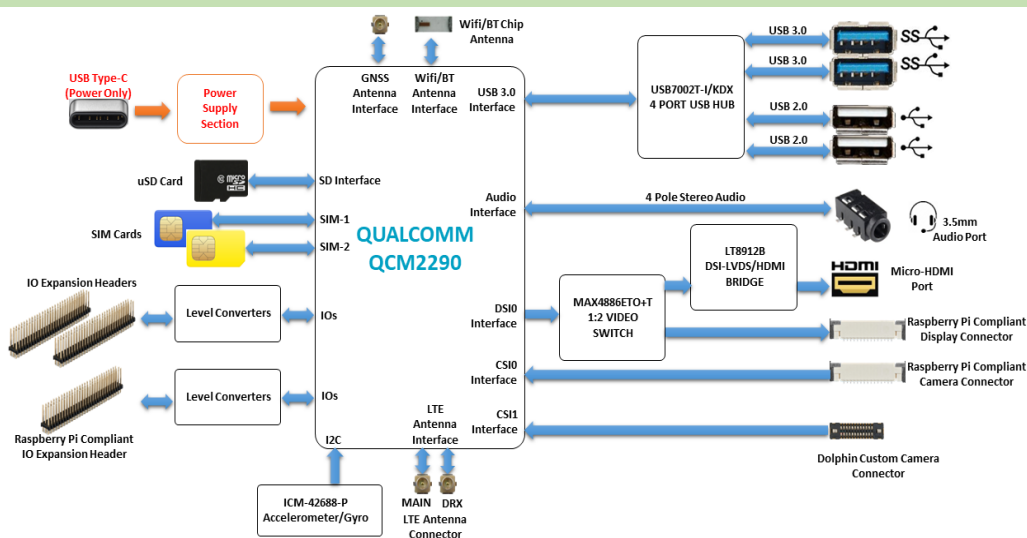 Wifi/BT Chip
Antenna
GNSS
Antenna
Interface
Wifi/BT
Antenna
Interface
USB Type-C
(Power Only)
Power
Supply
Section
USB 3.0
Interface
USB7002T-I/KDX
4 PORT USB HUB
USB 3.0
USB 3.0
USB 2.0
USB 2.0
SS
SS
uSD Card
micro
HC
SD Interface
SIM Cards
SIM-1
SIM-2
QUALCOMM
QCM2290
Audio
Interface
4 Pole Stereo Audio
3.5mm
Audio Port
IO Expansion Headers
Level Converters
IOs
DSI0
Interface
MAX4886ETO+T
1:2 VIDEO
SWITCH
LT8912B
DSI-LVDS/HDMI
BRIDGE
HDMI
Micro-HDMI
Port
Raspberry Pi Compliant
Display Connector
CSI0
Interface
Raspberry Pi Compliant
Camera Connector
Level Converters
IOs
Raspberry Pi Compliant
IO Expansion Header
CSI1
Interface
Dolphin Custom Camera
Connector
I2C
LTE
Antenna
Interface
ICM-42688-P
Accelerometer/Gyro
MAIN
DRX
LTE Antenna
Connector